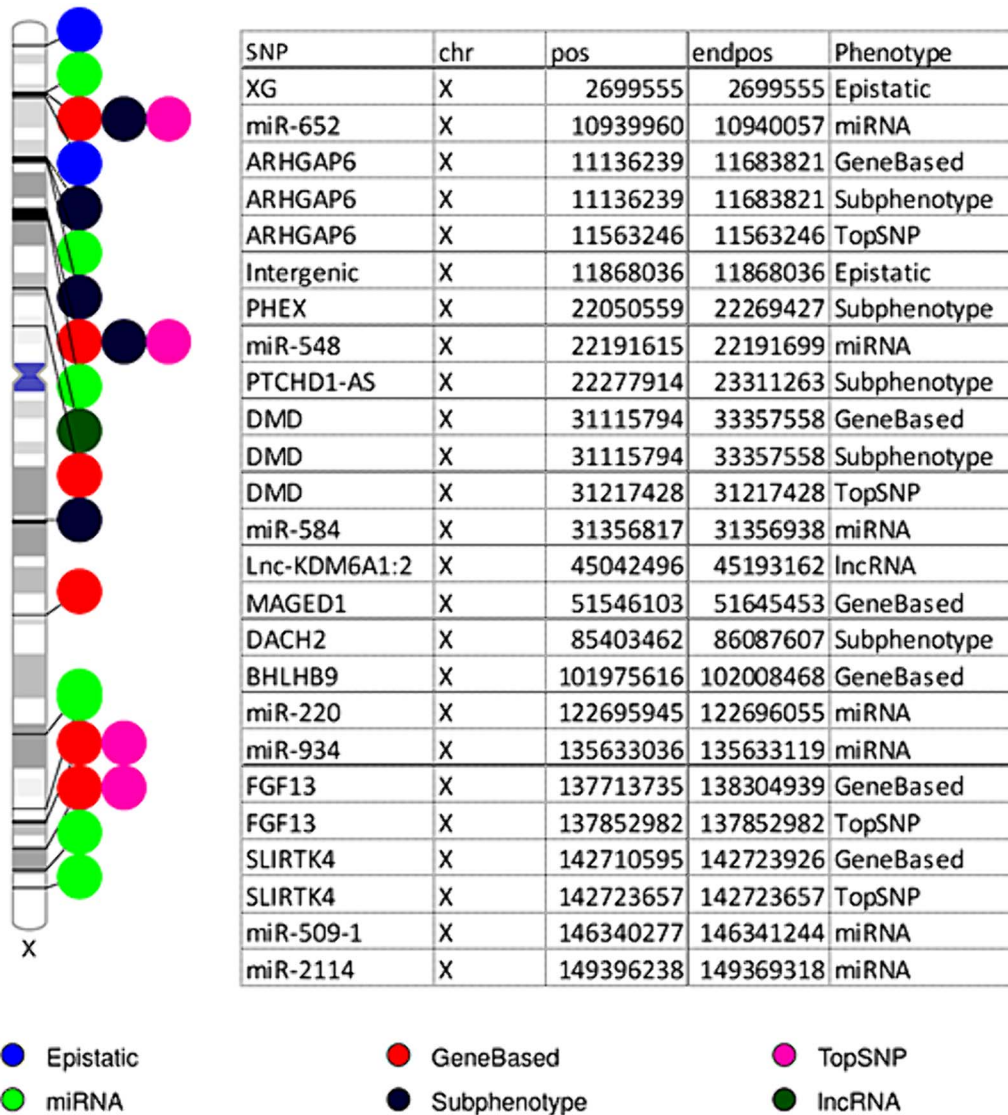 SNP chr pos endpos Phenotype
XG X 2699555 2699555 Epistatic
miR-652 X 10939960 10940057 miRNA
ARHGAP6 X 11136239 11683821 GeneBased
ARHGAP6 X 11136239 11683821 Subphenotype
ARHGAP6 X 11563246 11563246 TopSNP
Intergenic X 11868036 11868036 Epistatic
PHEX X 22050559 22269427 Subphenotype
miR-548 X 22191615 22191699 miRNA
PTCHD1-AS X 22277914 23311263 Subphenotype
DMD X 31115794 33357558 GeneBased
DMD X 31115794 33357558 Subphenotype
DMD X 31217428 31217428 TopSNP
miR-584 X 31356817 31356938 miRNA
Lnc-KDM6A1:2 X 45042496 45193162 lncRNA
MAGED1 X 51546103 51645453 GeneBased
DACH2 X 85403462 86087607 Subphenotype
BHLHB9 X 101975616 102008468 GeneBased
miR-220 X 122695945 122696055 miRNA
miR-934 X 135633036 135633119 miRNA
FGF13 X 137713735 138304939 GeneBased
FGF13 X 137852982 137852982 TopSNP
SLIRTK4 X 142710595 142723926 GeneBased
SLIRTK4 X 142723657 142723657 TopSNP
miR-509-1 X 146340277 146341244 miRNA
miR-2114 X 149396238 149369318 miRNA
X
Epistatic GeneBased TopSNP
miRNA Subphenotype lncRNA